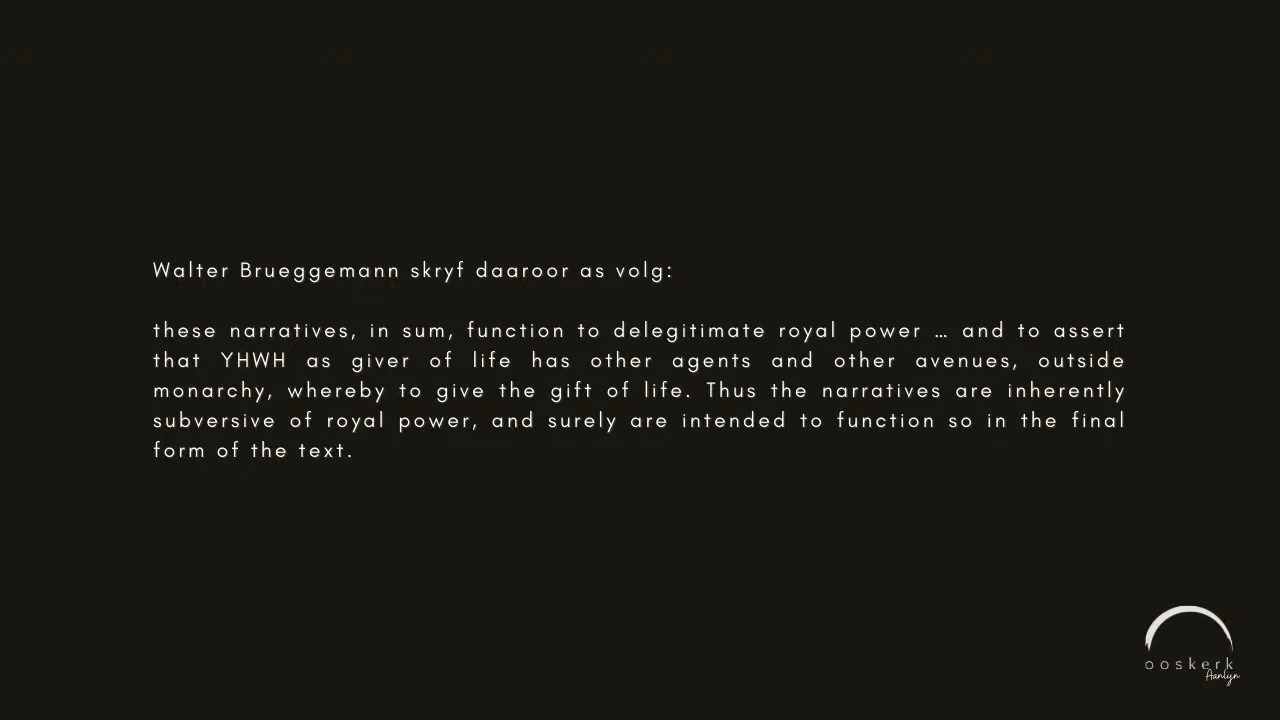 Walter Brueggemann skryf daaroor as volg:
these narratives, in sum, function to delegitimate royal power … and to assert
that YHWH as giver of life has other agents and other avenues, outside
monarchy, whereby to give the gift of life. Thus the narratives are inherently
subversive of royal power, and surely are intended to function so in the final
form of the text.
ooskerk
Aanlyn